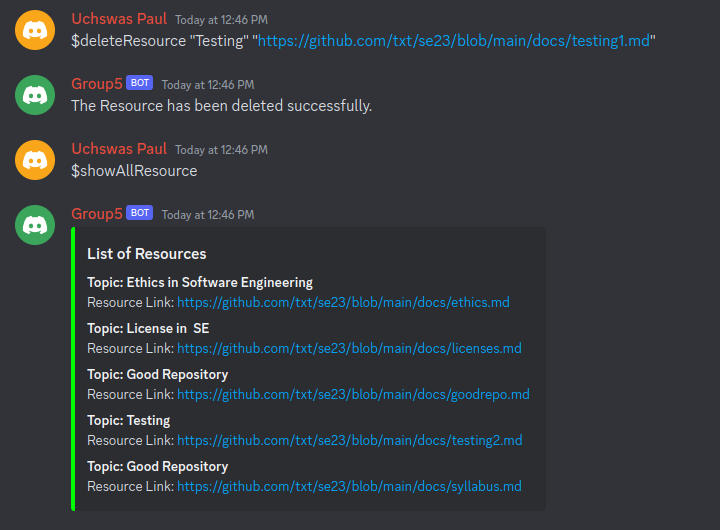 Uchswas Paul Today at 12:46 PM
$deleteResource "Testing" "https://github.com/txt/se23/blob/main/docs/testing1.md"
Group5 BOT Today at 12:46 PM
The Resource has been deleted successfully.
Uchswas Paul Today at 12:46 PM
$showAllResource
Group5 BOT Today at 12:46 PM
List of Resources
Topic: Ethics in Software Engineering
Resource Link: https://github.com/txt/se23/blob/main/docs/ethics.md
Topic: License in  SE
Resource Link: https://github.com/txt/se23/blob/main/docs/licenses.md
Topic: Good Repository
Resource Link: https://github.com/txt/se23/blob/main/docs/goodrepo.md
Topic: Testing
Resource Link: https://github.com/txt/se23/blob/main/docs/testing2.md
Topic: Good Repository
Resource Link: https://github.com/txt/se23/blob/main/docs/syllabus.md